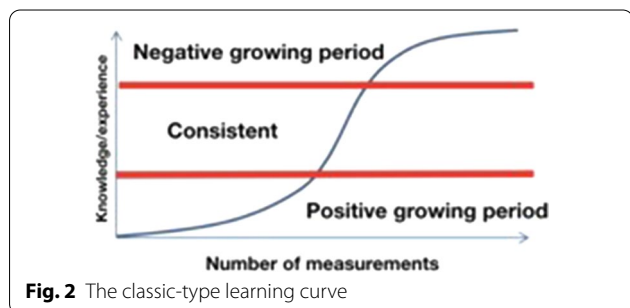 Negative growing period
Consistent
Positive growing period
Knowledge/experience
Number of measurements
Fig. 2 The classic-type learning curve